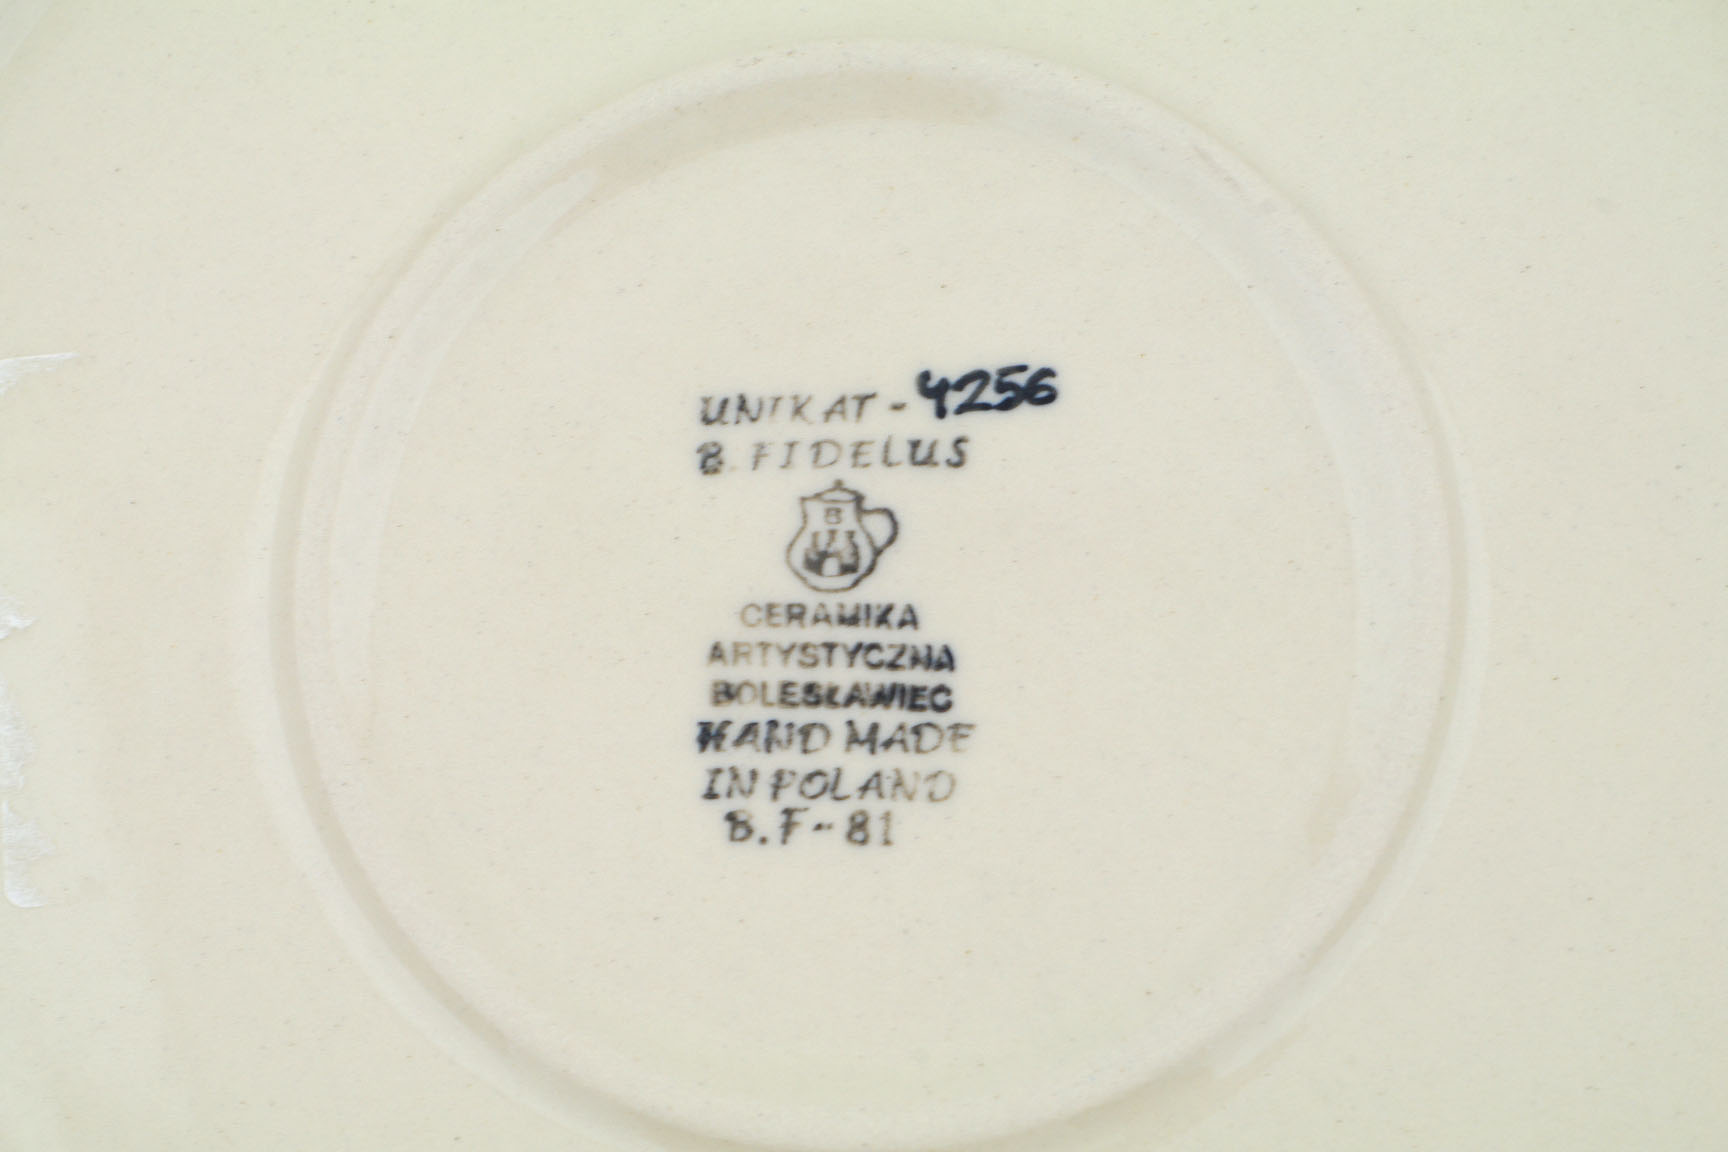 UNIKAT - 4256
B. FIDELUS
B
CERAMIKA
ARTYSTYCZNA
BOLESŁAWIEC
HAND MADE
IN POLAND
B.F-81